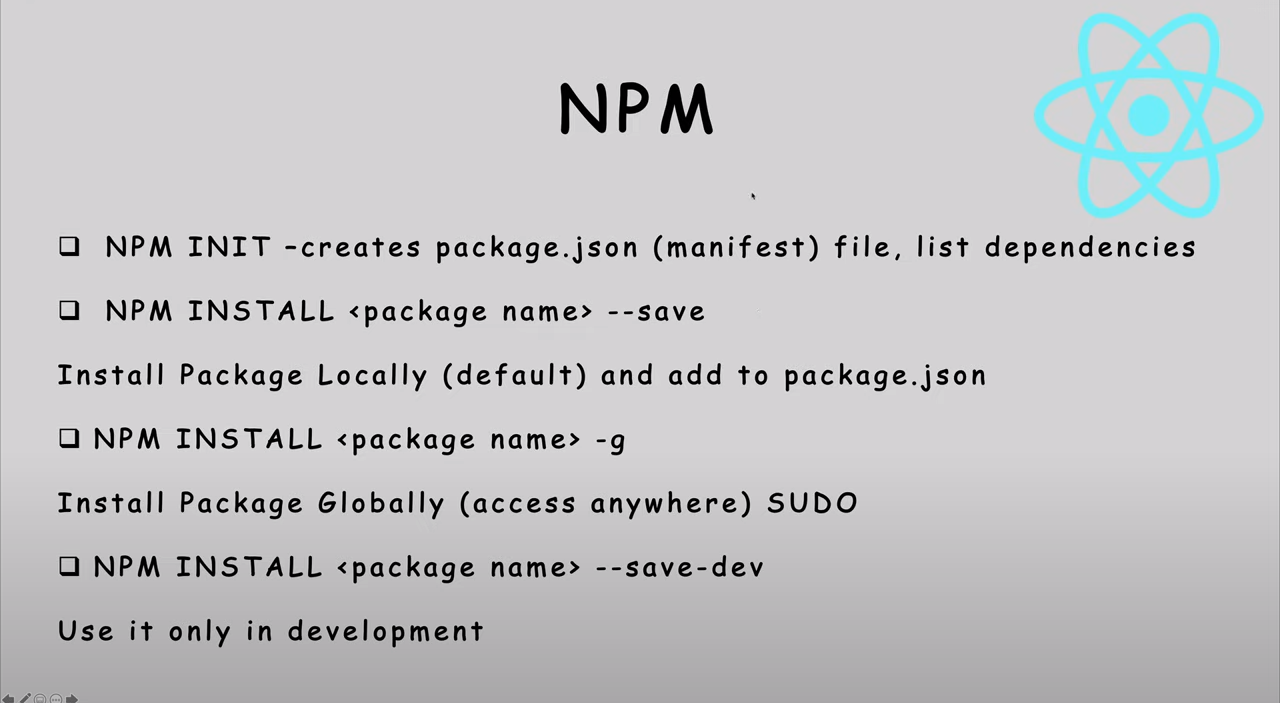 NPM
❑ NPM INIT –creates package.json (manifest) file, list dependencies
❑ NPM INSTALL <package name> --save
Install Package Locally (default) and add to package.json
❑ NPM INSTALL <package name> -g
Install Package Globally (access anywhere) SUDO
❑ NPM INSTALL <package name> --save-dev
Use it only in development